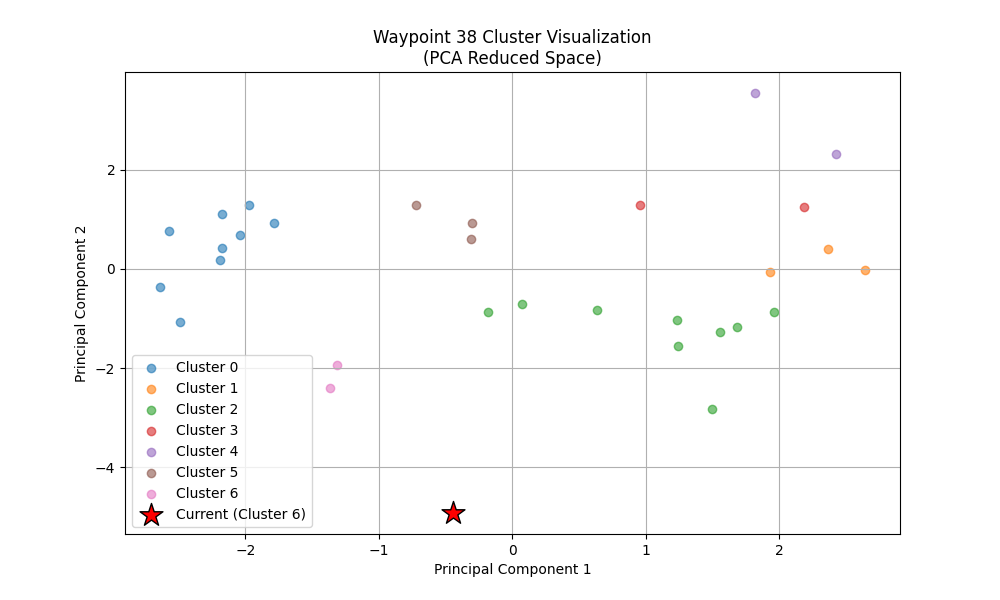 Waypoint 38 Cluster Visualization
(PCA Reduced Space)
Principal Component 2
2
0
−2
−4
Cluster 0
Cluster 1
Cluster 2
Cluster 3
Cluster 4
Cluster 5
Cluster 6
Current (Cluster 6)
−2 −1 0 1 2
Principal Component 1